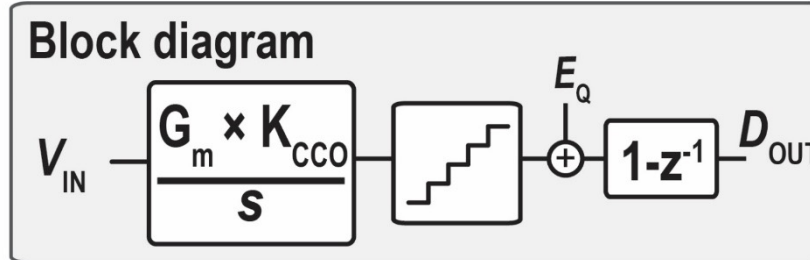 Block diagram
E_Q
G_m × K_CCO
V_IN
s
1-z^-1
D_OUT
+